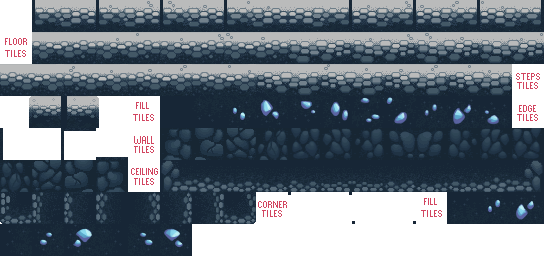 FLOOR
TILES
STEPS
TILES
FILL
TILES
EDGE
TILES
WALL
TILES
CEILING
TILES
CORNER
TILES
FILL
TILES